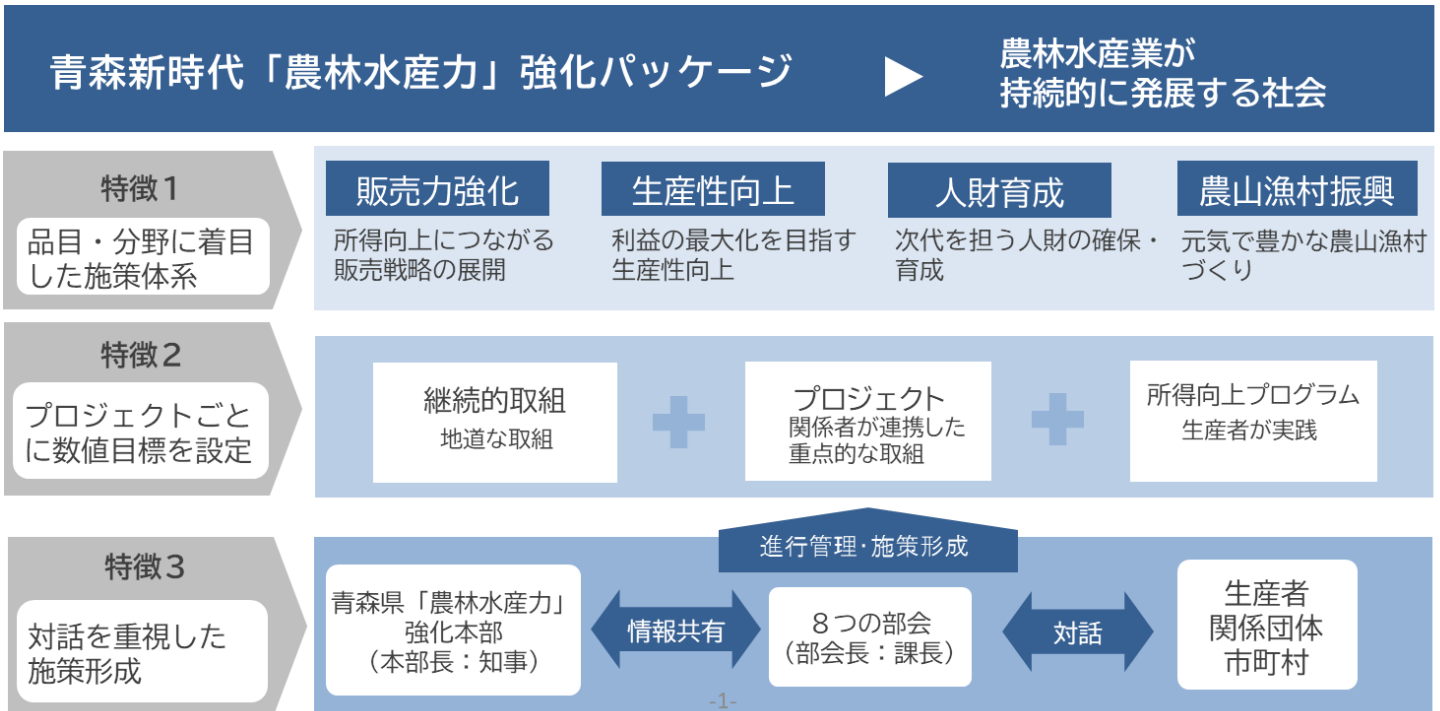 青森新時代「農林水産力」強化パッケージ
農林水産業が
持続的に発展する社会
特徴１
品目・分野に着目
した施策体系
販売力強化
所得向上につながる
販売戦略の展開
生産性向上
利益の最大化を目指す
生産性向上
人財育成
次代を担う人財の確保・
育成
農山漁村振興
元気で豊かな農山漁村
づくり
特徴２
プロジェクトごと
に数値目標を設定
継続的取組
地道な取組
プロジェクト
関係者が連携した
重点的な取組
所得向上プログラム
生産者が実践
特徴３
対話を重視した
施策形成
進行管理・施策形成
青森県「農林水産力」
強化本部
（本部長：知事）
情報共有
８つの部会
（部会長：課長）
対話
生産者
関係団体
市町村
-1-